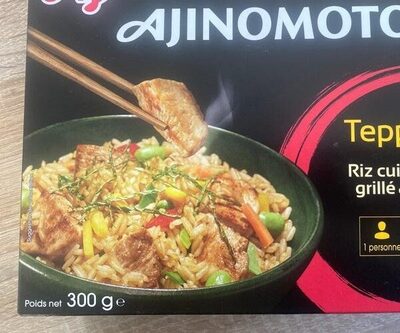 AJINOMOTO
Tepp
Riz cui
grillé
1 personne
Poids net 300 g e